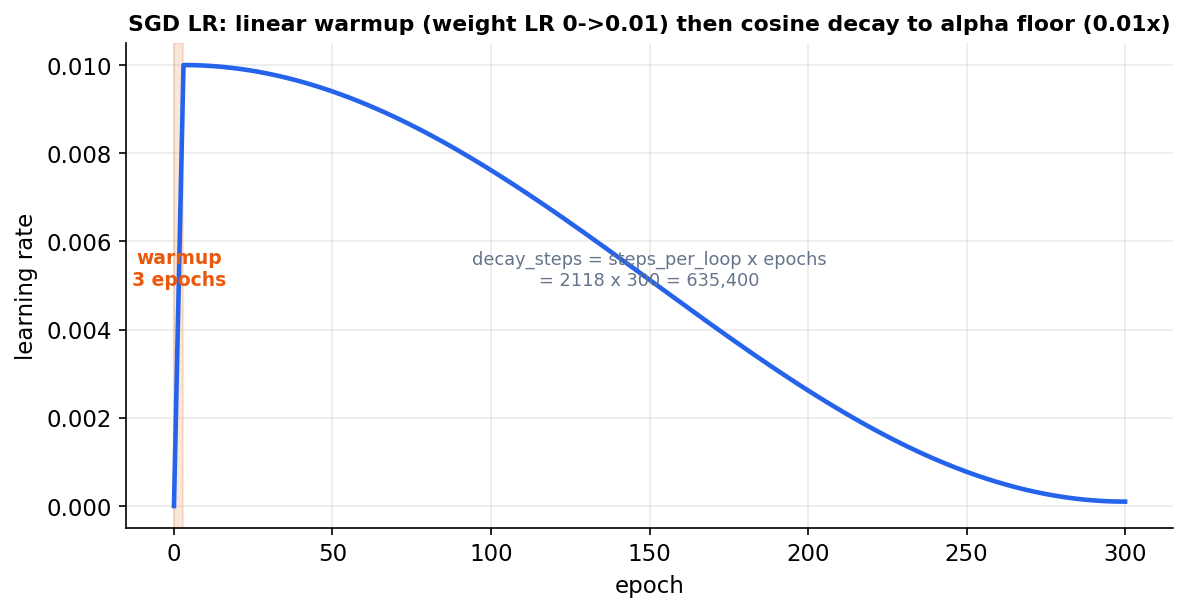 SGD LR: linear warmup (weight LR 0->0.01) then cosine decay to alpha floor (0.01x)
learning rate
0.010
0.008
0.006
0.004
0.002
0.000
warmup
3 epochs
decay_steps = steps_per_loop x epochs
= 2118 x 300 = 635,400
0
50
100
150
200
250
300
epoch